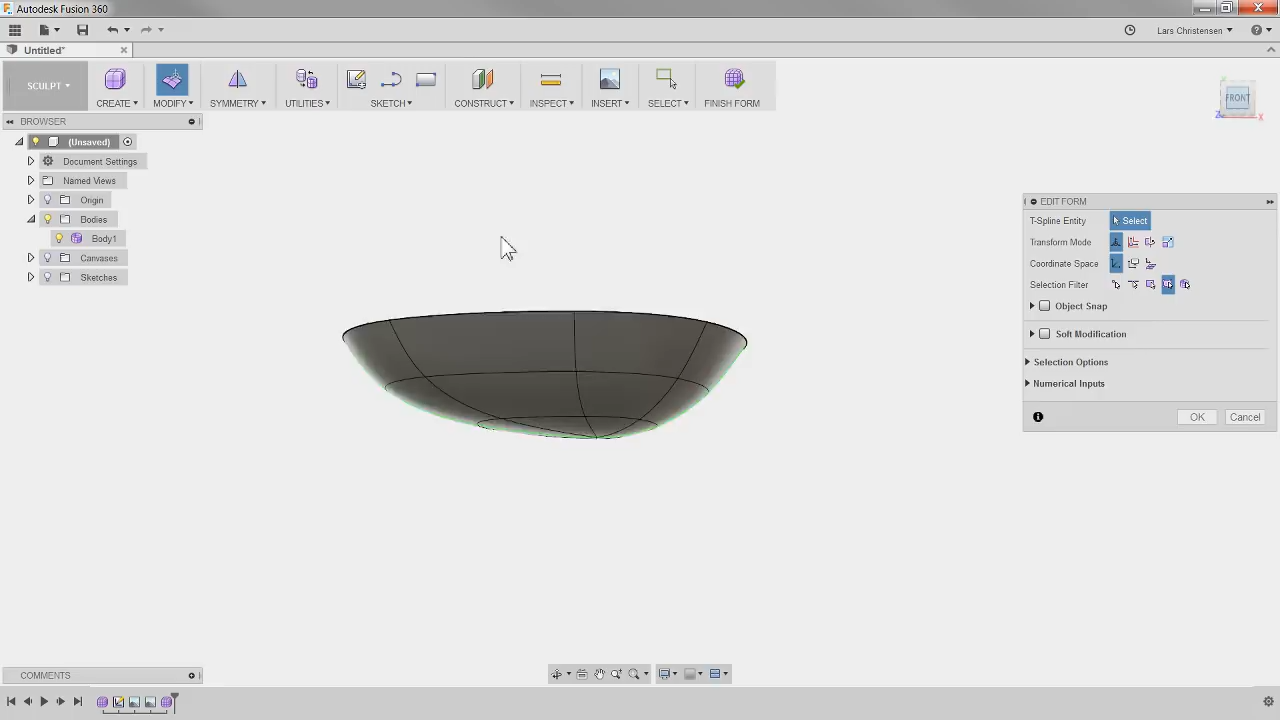 Autodesk Fusion 360
Lars Christensen
Untitled*
SCULPT
CREATE
MODIFY
SYMMETRY
UTILITIES
SKETCH
CONSTRUCT
INSPECT
INSERT
SELECT
FINISH FORM
FRONT
Z
X
BROWSER
(Unsaved)
Document Settings
Named Views
Origin
Bodies
Body1
Canvases
Sketches
EDIT FORM
T-Spline Entity Select
Transform Mode
Coordinate Space
Selection Filter
Object Snap
Soft Modification
Selection Options
Numerical Inputs
OK Cancel
COMMENTS